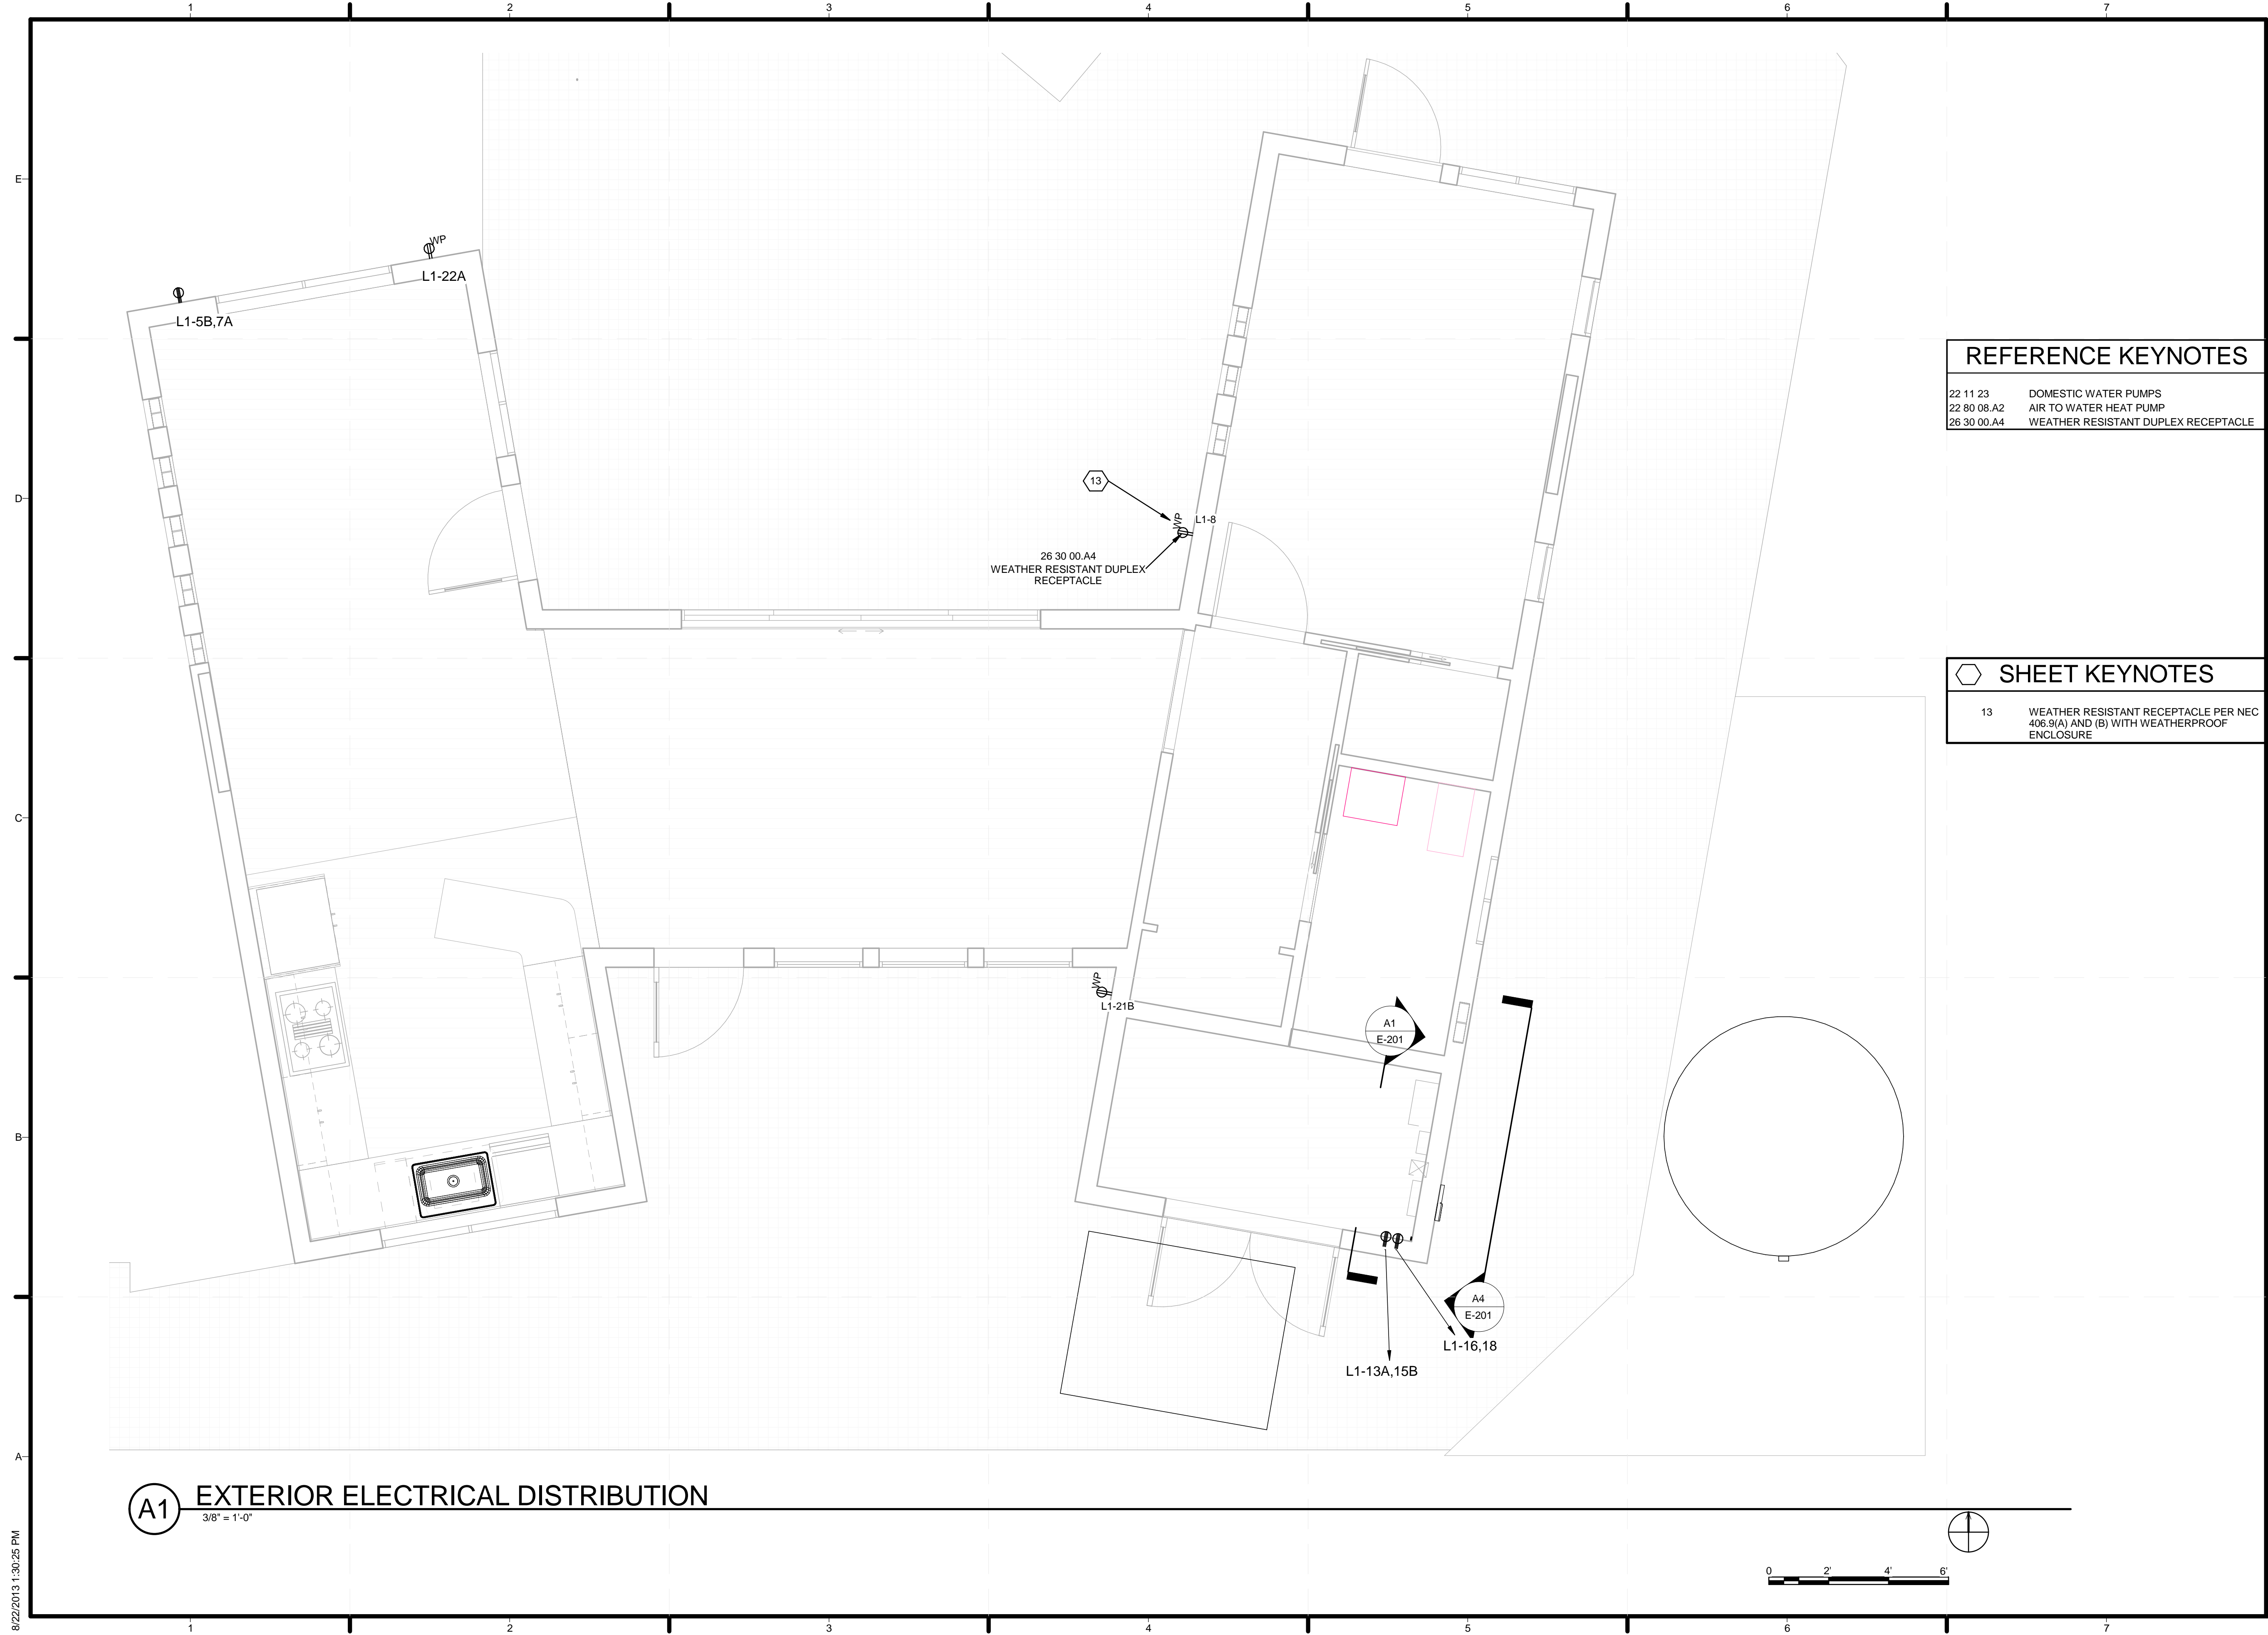 1 2 3 4 5 6 7
E
WP
L1-22A
L1-5B,7A
REFERENCE KEYNOTES
22 11 23 DOMESTIC WATER PUMPS
22 80 08.A2 AIR TO WATER HEAT PUMP
26 30 00.A4 WEATHER RESISTANT DUPLEX RECEPTACLE
D
13
WP
L1-8
26 30 00.A4
WEATHER RESISTANT DUPLEX
RECEPTACLE
SHEET KEYNOTES
13 WEATHER RESISTANT RECEPTACLE PER NEC
406.9(A) AND (B) WITH WEATHERPROOF
ENCLOSURE
C
WP
L1-21B
A1
E-201
B
A4
E-201
L1-16,18
L1-13A,15B
A
A1
EXTERIOR ELECTRICAL DISTRIBUTION
3/8" = 1'-0"
0 2' 4' 6'
8/22/2013 1:30:25 PM
1 2 3 4 5 6 7